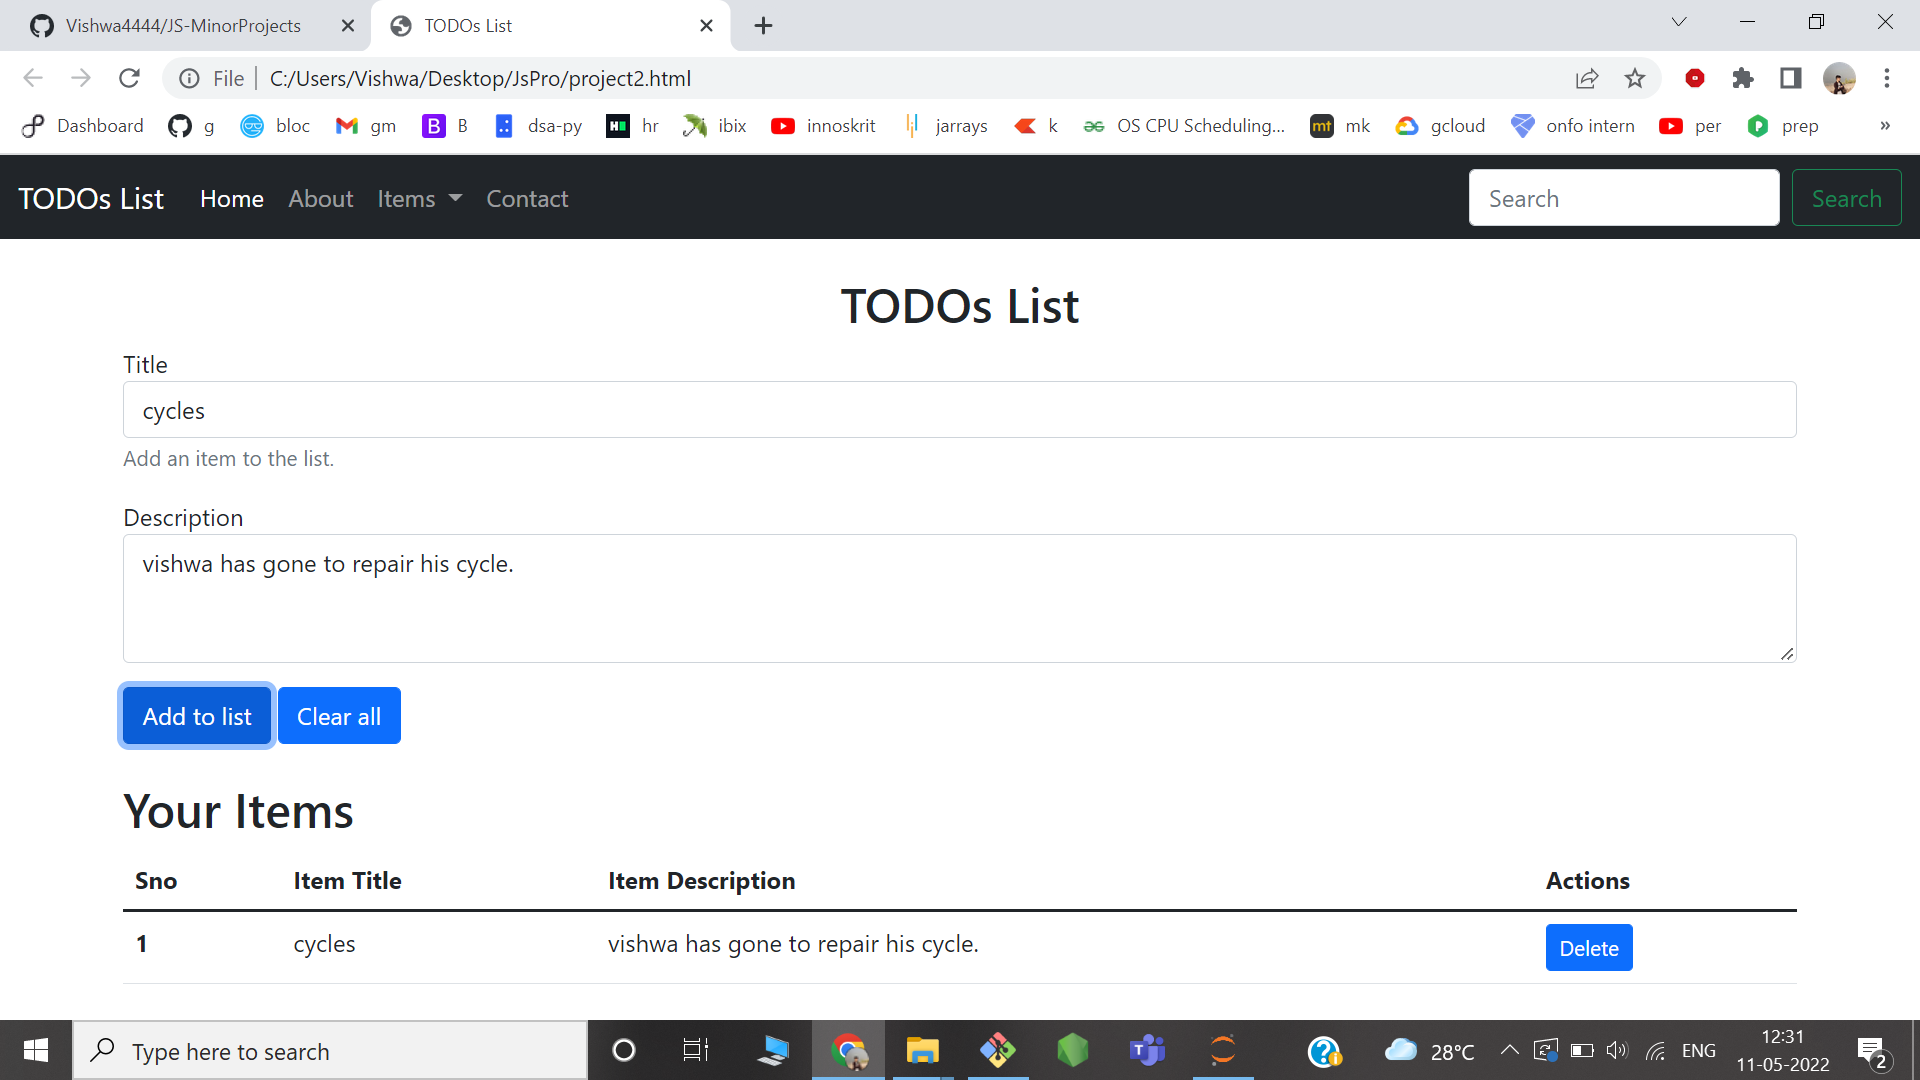 Vishwa4444/JS-MinorProjects
TODOs List
File
C:/Users/Vishwa/Desktop/JsPro/project2.html
Dashboard
g
bloc
gm
B B
dsa-py
hr
ibix
innoskrit
jarrays
k
OS CPU Scheduling...
mt mk
gcloud
onfo intern
per
prep
»
TODOs List Home About Items Contact Search Search
TODOs List
Title
cycles
Add an item to the list.
Description
vishwa has gone to repair his cycle.
Add to list Clear all
Your Items
Sno Item Title Item Description Actions
1 cycles vishwa has gone to repair his cycle. Delete
Type here to search
28°C
ENG
12:31
11-05-2022
2